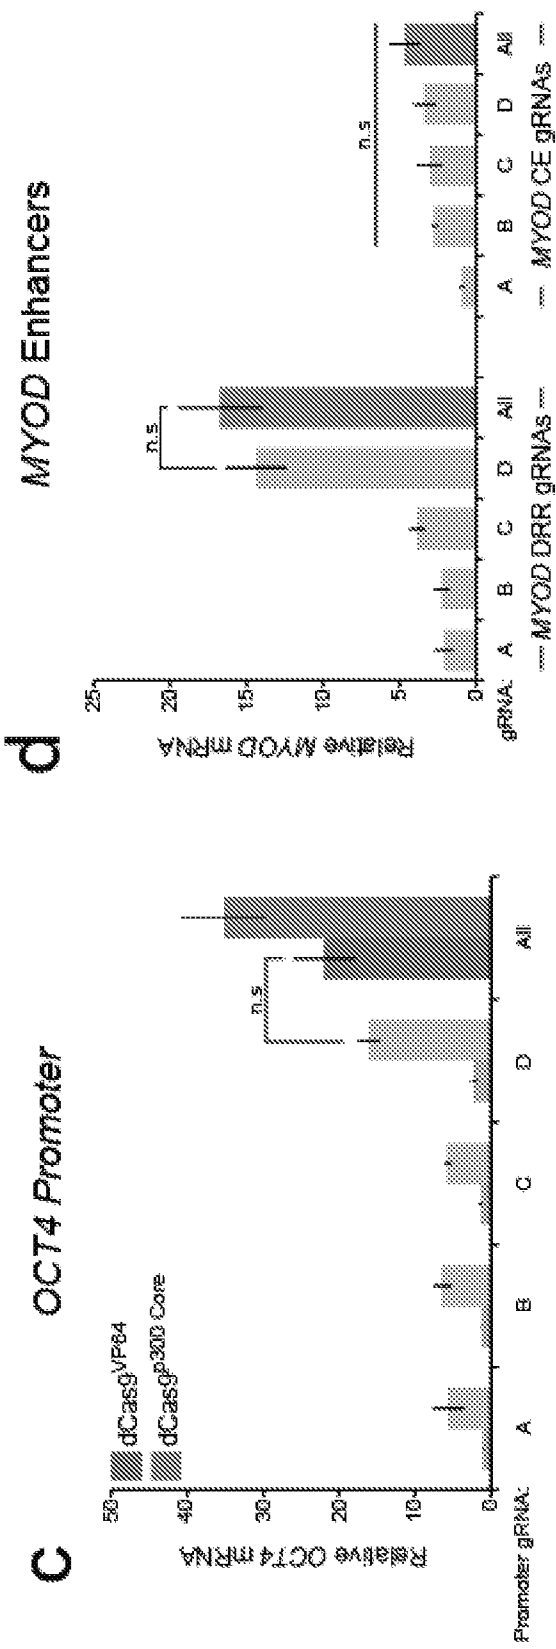 c
OCT4 Promoter
dCas9VP64
dCas9p300 Core
Relative OCT4 mRNA
50
40
30
20
10
0
n.s
Promoter gRNA:
A
B
C
D
All
d
MYOD Enhancers
Relative MYOD mRNA
25
20
15
10
5
0
n.s
n.s
gRNA:
A
B
C
D
All
A
B
C
D
All
— MYOD DRR gRNAs —
— MYOD CE gRNAs —